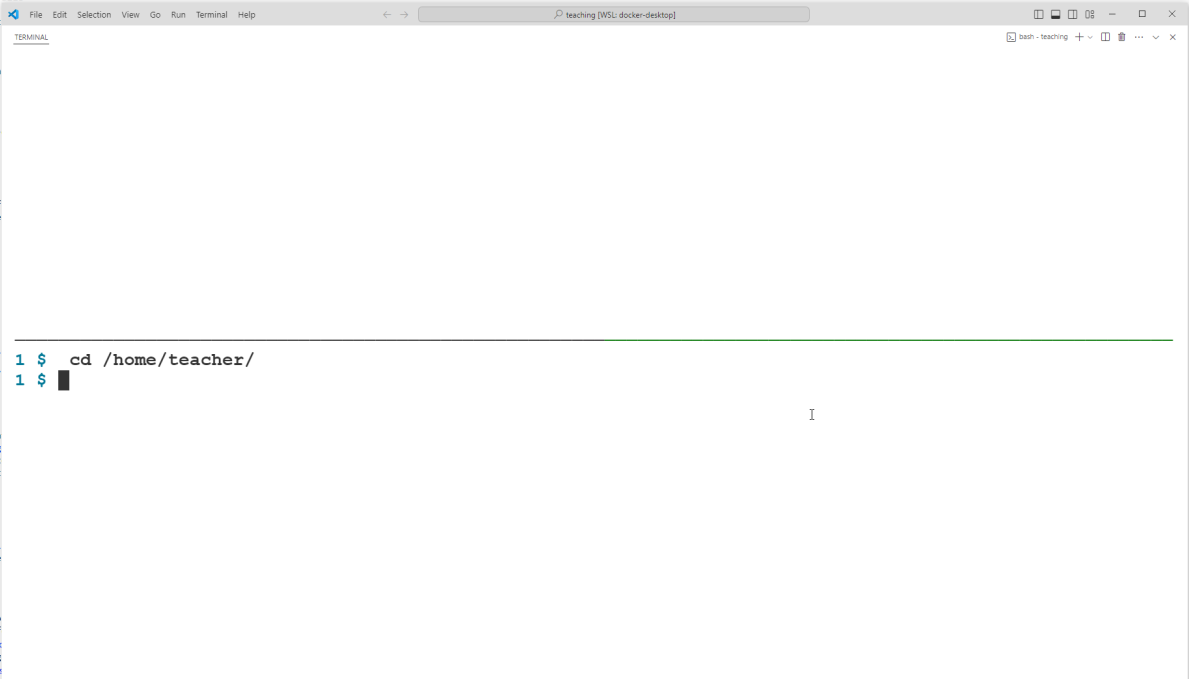 File Edit Selection View Go Run Terminal Help teaching [WSL: docker-desktop]
TERMINAL bash - teaching
1 $  cd /home/teacher/
1 $